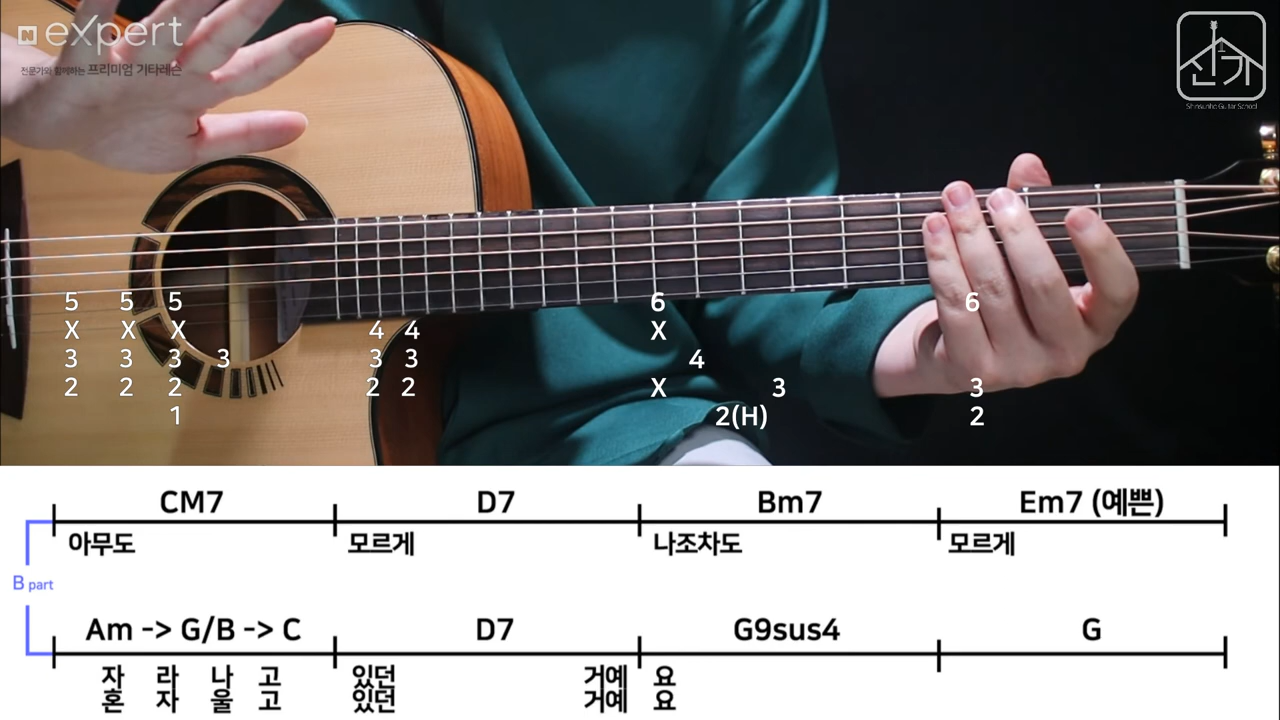 expert
전문가와 함께하는 프리미엄 기타레슨
신기
Shinsunho Guitar School
5 5 5 6 6
X X X 4 4 X
3 3 3 3 3 3 4
2 2 2 2 2 X 3 3
1 2(H) 2
CM7 D7 Bm7 Em7 (예쁜)
아무도 모르게 나조차도 모르게
B part
Am -> G/B -> C D7 G9sus4 G
자 라 나 고 있던 거예 요
혼 자 울 고 있던 거예 요